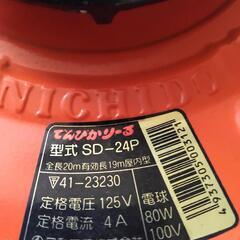 NICHIDO
てんぴかりーる
型式 SD-24P
全長20m有効長19m屋内型
▽41-23230
定格電圧 125V
定格電流 4A
電球
80W
100V
4937305003121